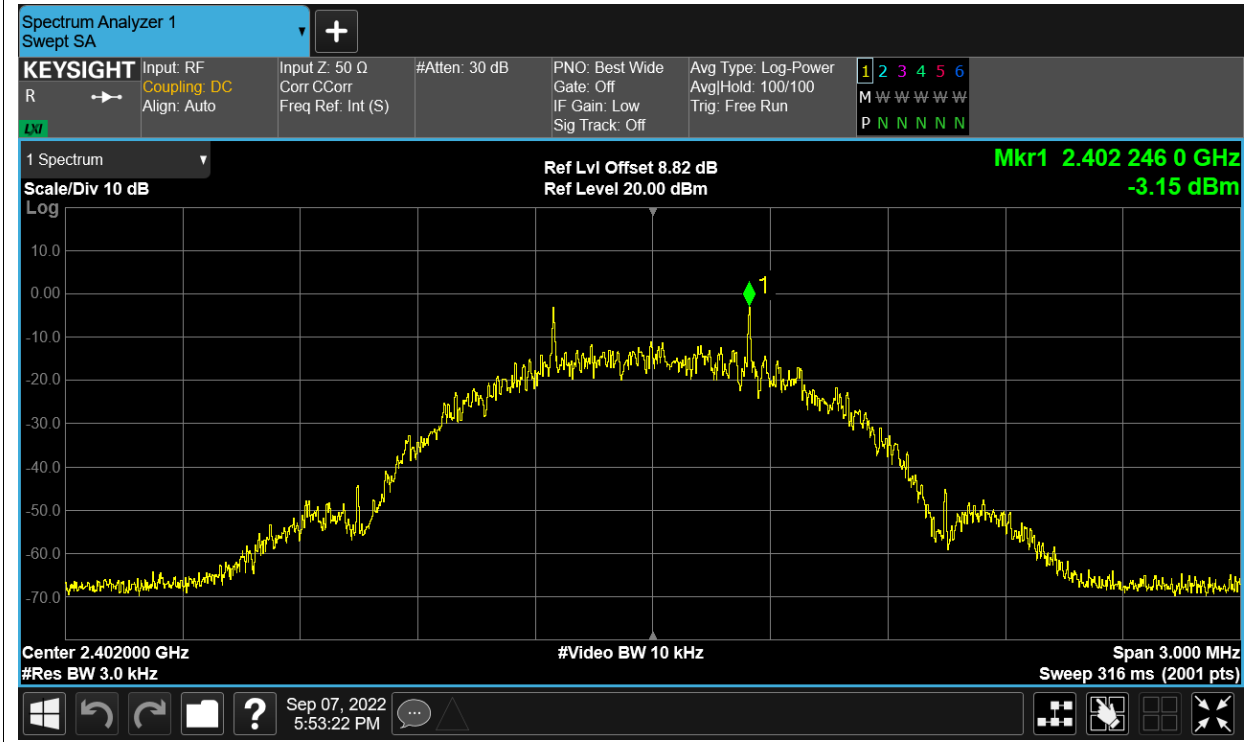 Spectrum Analyzer 1
Swept SA
KEYSIGHT
R
LXI
Input: RF
Coupling: DC
Align: Auto
Input Z: 50 Ω
Corr CCorr
Freq Ref: Int (S)
#Atten: 30 dB
PNO: Best Wide
Gate: Off
IF Gain: Low
Sig Track: Off
Avg Type: Log-Power
Avg|Hold: 100/100
Trig: Free Run
1 2 3 4 5 6
M W W W W W
P N N N N N
1 Spectrum
Scale/Div 10 dB
Log
Ref Lvl Offset 8.82 dB
Ref Level 20.00 dBm
Mkr1 2.402 246 0 GHz
-3.15 dBm
1
10.0
0.00
-10.0
-20.0
-30.0
-40.0
-50.0
-60.0
-70.0
Center 2.402000 GHz
#Video BW 10 kHz
Span 3.000 MHz
#Res BW 3.0 kHz
Sweep 316 ms (2001 pts)
?
Sep 07, 2022
5:53:22 PM